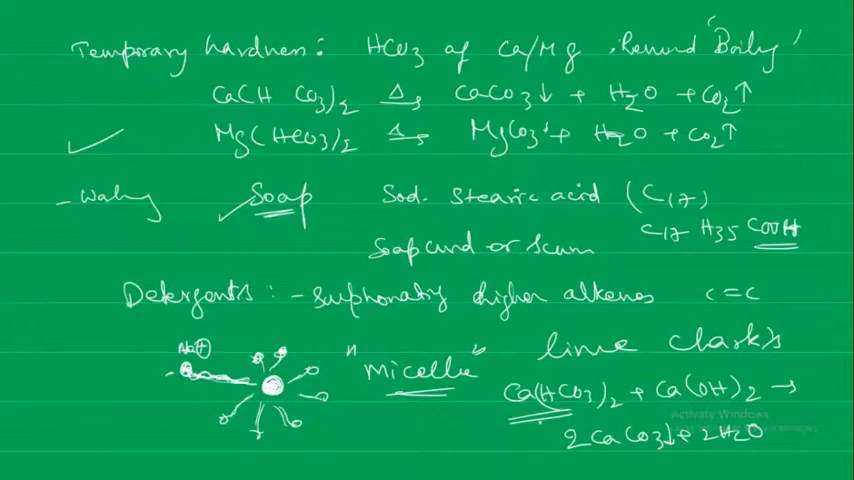 Temporary hardness: HCO3 of Ca/Mg. Removed "Boiling"
Ca(H CO3)2 Δ→ CaCO3↓ + H2O + CO2↑
Mg(HCO3)2 Δ→ MgCO3↓ + H2O + CO2↑
- Soap Sod. Stearic acid (C17)
C17 H35 COOH
Soap curd or Scum
Detergents: - Sulphonating higher alkenes C=C
Na+
"Micelle"
lime Clark's
Ca(HCO3)2 + Ca(OH)2 →
2CaCO3↓ + 2H2O
Activate Windows